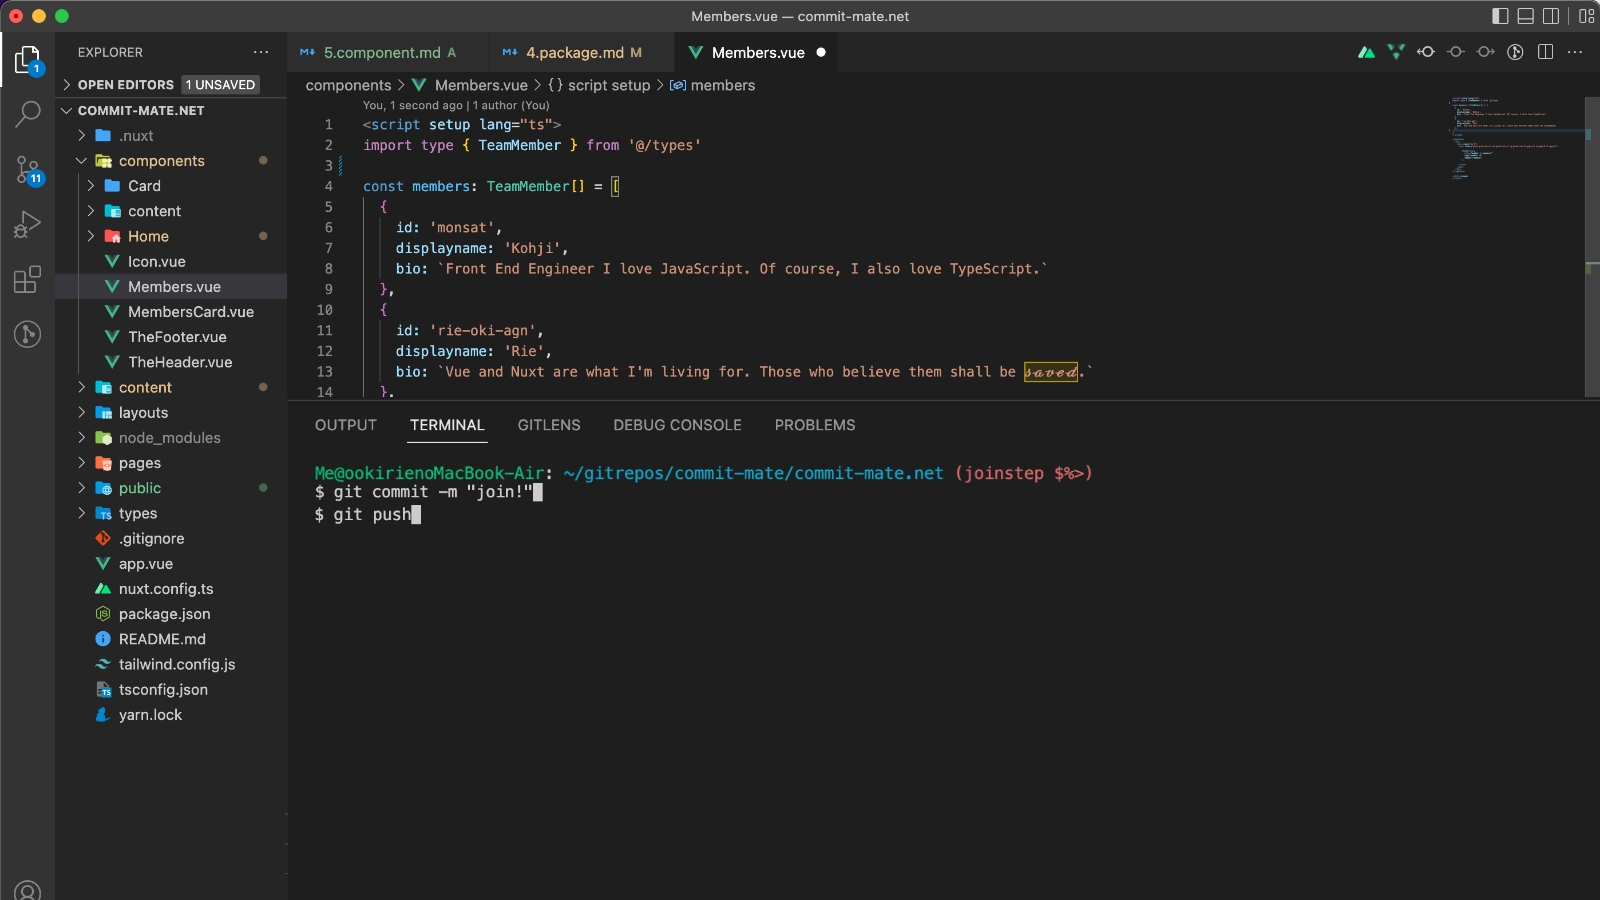 Members.vue — commit-mate.net
EXPLORER
OPEN EDITORS 1 UNSAVED
COMMIT-MATE.NET
.nuxt
components
Card
content
Home
Icon.vue
Members.vue
MembersCard.vue
TheFooter.vue
TheHeader.vue
content
layouts
node_modules
pages
public
types
.gitignore
app.vue
nuxt.config.ts
package.json
README.md
tailwind.config.js
tsconfig.json
yarn.lock
1
11
5.component.md A
4.package.md M
Members.vue
components > Members.vue > {} script setup > members
You, 1 second ago | 1 author (You)
1 <script setup lang="ts">
2 import type { TeamMember } from '@/types'
3
4 const members: TeamMember[] = [
5 {
6 id: 'monsat',
7 displayname: 'Kohji',
8 bio: `Front End Engineer I love JavaScript. Of course, I also love TypeScript.`
9 },
10 {
11 id: 'rie-oki-agn',
12 displayname: 'Rie',
13 bio: `Vue and Nuxt are what I'm living for. Those who believe them shall be 𝓼𝓪𝓿𝓮𝓭.`
14 },
OUTPUT TERMINAL GITLENS DEBUG CONSOLE PROBLEMS
Me@ookirienoMacBook-Air: ~/gitrepos/commit-mate/commit-mate.net (joinstep $%>)
$ git commit -m "join!"
$ git push